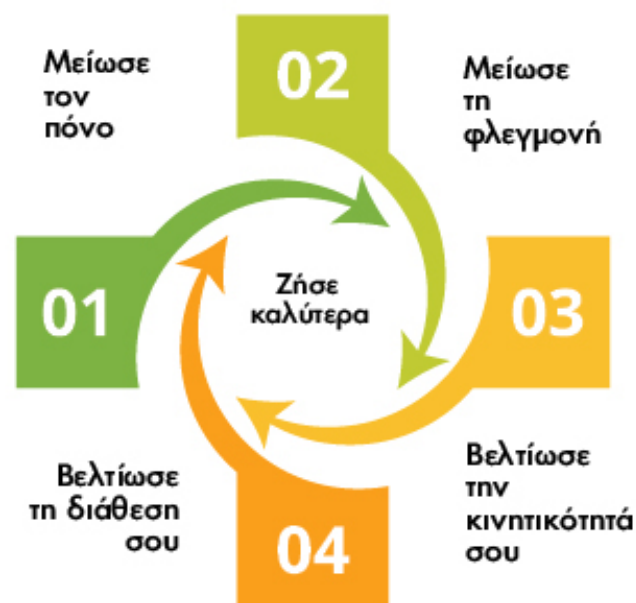 Μείωσε
τον
πόνο
02
Μείωσε
τη
φλεγμονή
01
Ζήσε
καλύτερα
03
Βελτίωσε
τη διάθεση
σου
04
Βελτίωσε
την
κινητικότητά
σου